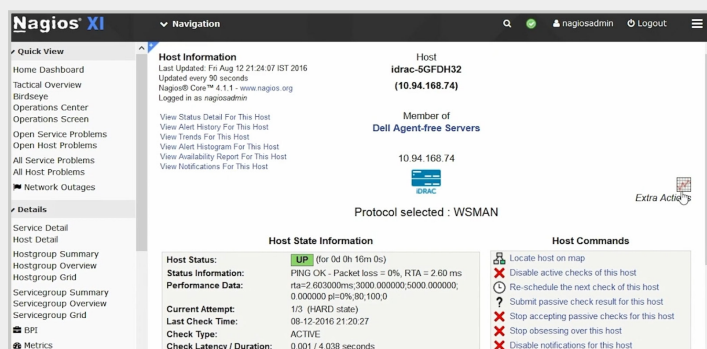 Nagios® XI
Navigation
nagiosadmin
Logout
Quick View
Home Dashboard
Tactical Overview
Birdseye
Operations Center
Operations Screen
Open Service Problems
Open Host Problems
All Service Problems
All Host Problems
Network Outages
Details
Service Detail
Host Detail
Hostgroup Summary
Hostgroup Overview
Hostgroup Grid
Servicegroup Summary
Servicegroup Overview
Servicegroup Grid
BPI
Metrics
Host Information
Last Updated: Fri Aug 12 21:24:07 IST 2016
Updated every 90 seconds
Nagios® Core™ 4.1.1 - www.nagios.org
Logged in as nagiosadmin
View Status Detail For This Host
View Alert History For This Host
View Trends For This Host
View Alert Histogram For This Host
View Availability Report For This Host
View Notifications For This Host
Host
idrac-5GFDH32
(10.94.168.74)
Member of
Dell Agent-free Servers
10.94.168.74
iDRAC
Protocol selected : WSMAN
Extra Actions
Host State Information
Host Status: UP (for 0d 0h 16m 0s)
Status Information: PING OK - Packet loss = 0%, RTA = 2.60 ms
Performance Data: rta=2.603000ms;3000.000000;5000.000000;
0.000000 pl=0%;80;100;0
Current Attempt: 1/3 (HARD state)
Last Check Time: 08-12-2016 21:20:27
Check Type: ACTIVE
Check Latency / Duration: 0.001 / 4.038 seconds
Host Commands
Locate host on map
Disable active checks of this host
Re-schedule the next check of this host
Submit passive check result for this host
Stop accepting passive checks for this host
Stop obsessing over this host
Disable notifications for this host